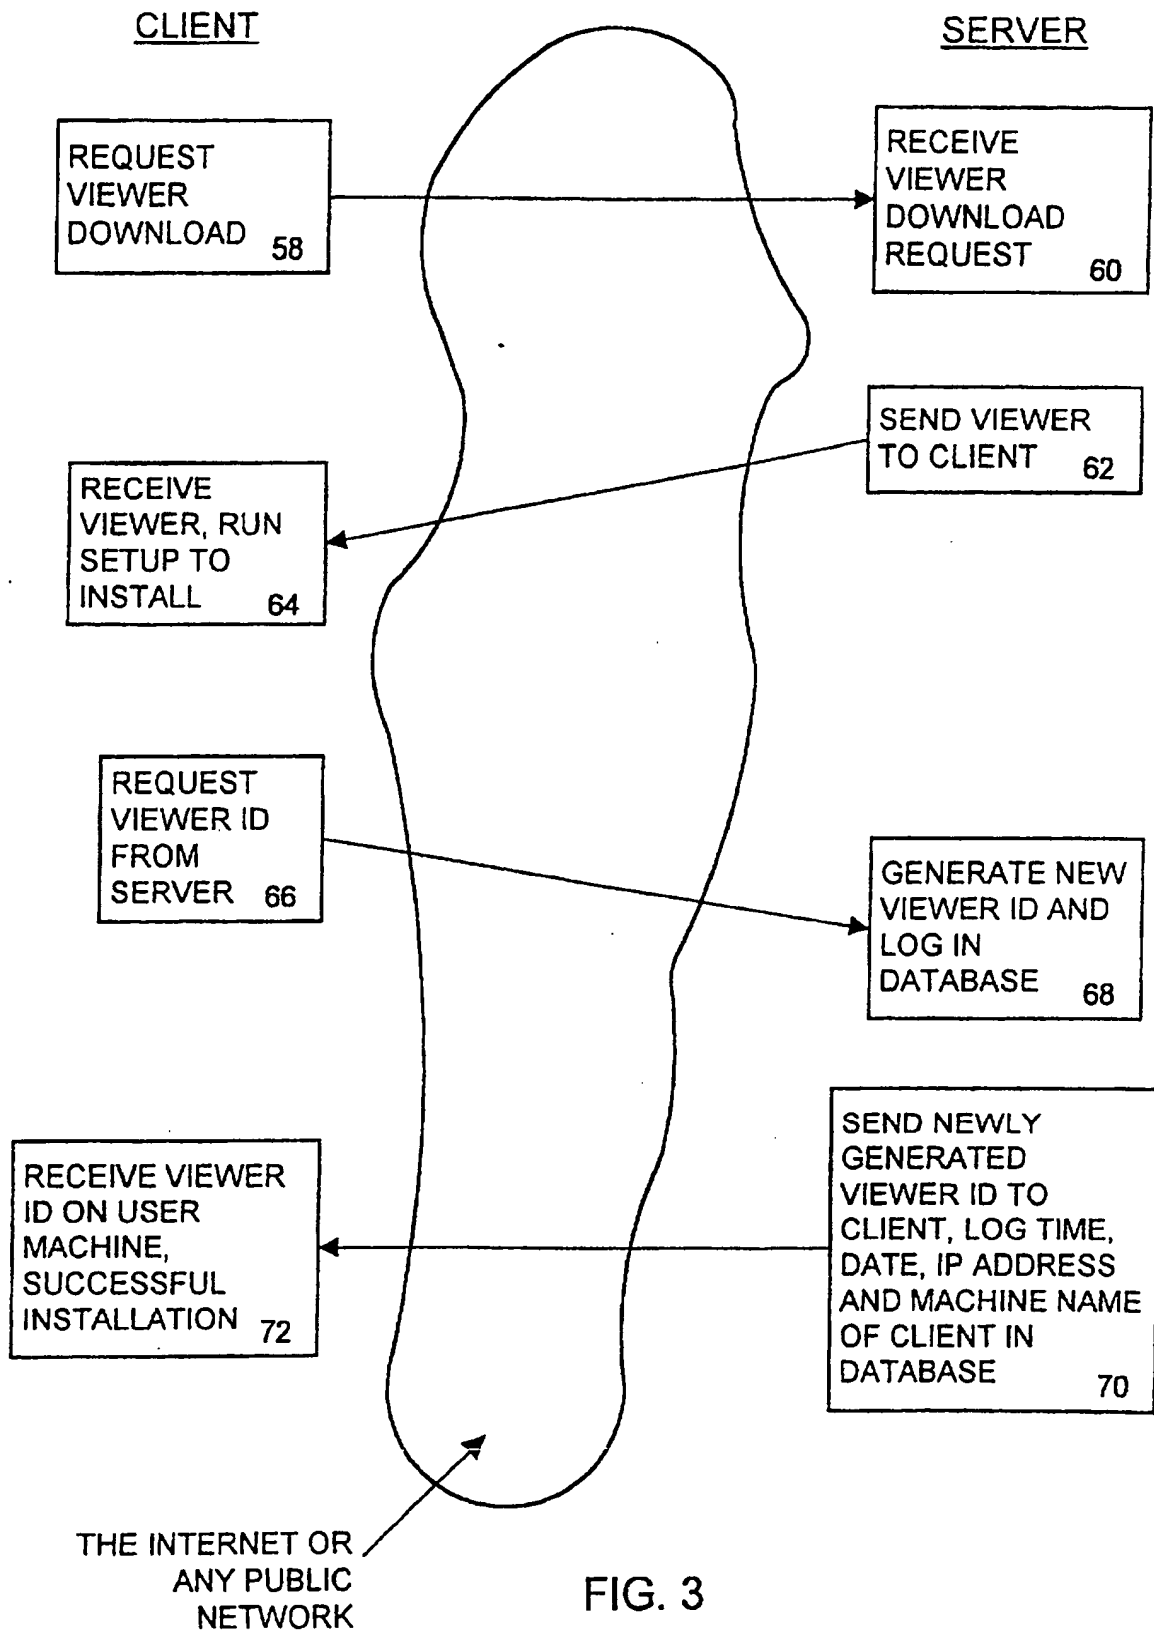 CLIENT
SERVER
REQUEST
VIEWER
DOWNLOAD
58
RECEIVE
VIEWER
DOWNLOAD
REQUEST
60
SEND VIEWER
TO CLIENT
62
RECEIVE
VIEWER, RUN
SETUP TO
INSTALL
64
REQUEST
VIEWER ID
FROM
SERVER
66
GENERATE NEW
VIEWER ID AND
LOG IN
DATABASE
68
SEND NEWLY
GENERATED
VIEWER ID TO
CLIENT, LOG TIME,
DATE, IP ADDRESS
AND MACHINE NAME
OF CLIENT IN
DATABASE
70
RECEIVE VIEWER
ID ON USER
MACHINE,
SUCCESSFUL
INSTALLATION
72
THE INTERNET OR
ANY PUBLIC
NETWORK
FIG. 3